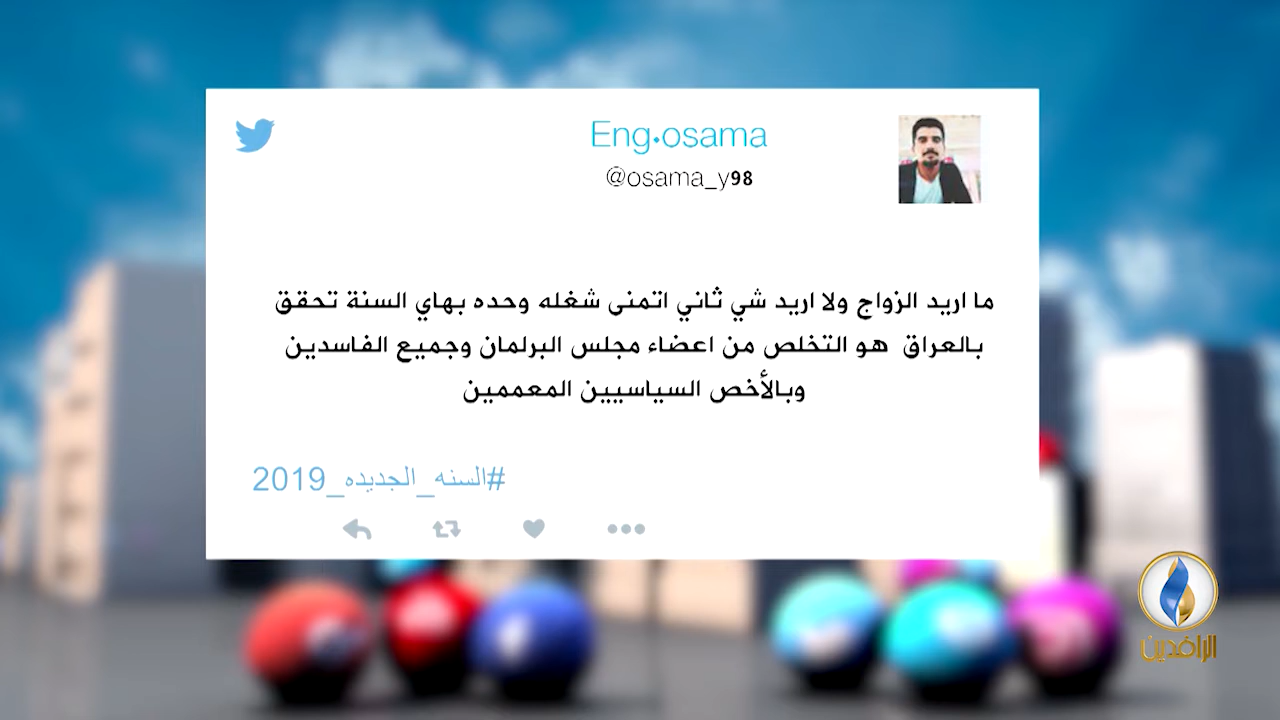 Eng•osama
@osama_y98
ما اريد الزواج ولا اريد شي ثاني اتمنى شغله وحده بهاي السنة تحقق
بالعراق هو التخلص من اعضاء مجلس البرلمان وجميع الفاسدين
وبالأخص السياسيين المعممين
#السنه_الجديده_2019
الرافدين